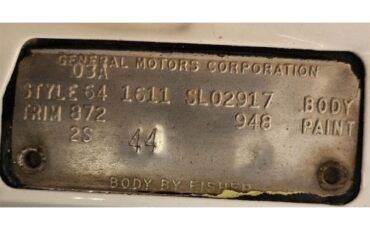 GENERAL MOTORS CORPORATION
03A
STYLE 64 1611 SL02917 BODY
TRIM 872 948 PAINT
2S 44
BODY BY FISHER